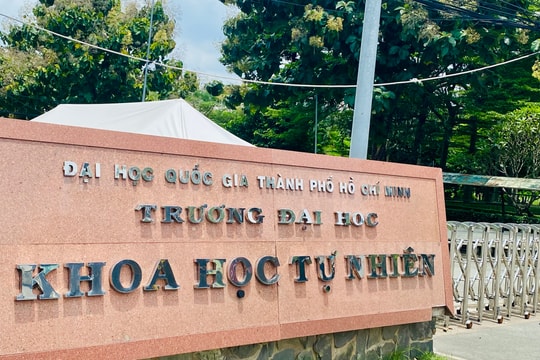 ĐẠI HỌC QUỐC GIA THÀNH PHỐ HỒ CHÍ MINH
TRƯỜNG ĐẠI HỌC
KHOA HỌC TỰ NHIÊN